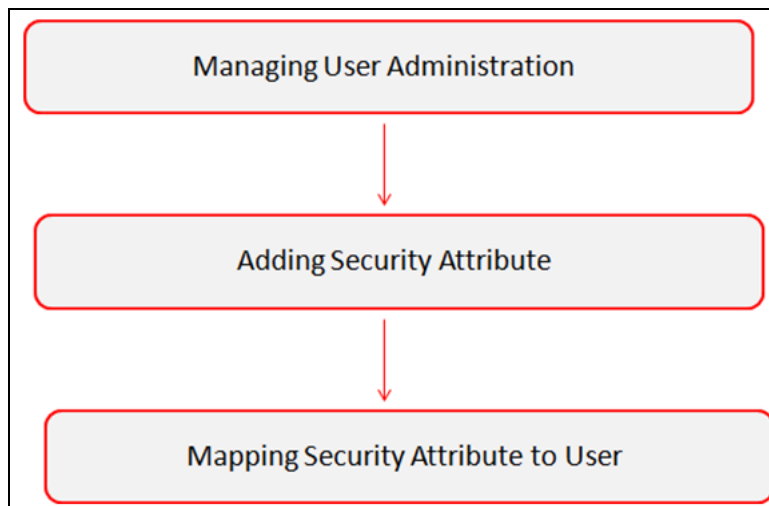 Managing User Administration
Adding Security Attribute
Mapping Security Attribute to User